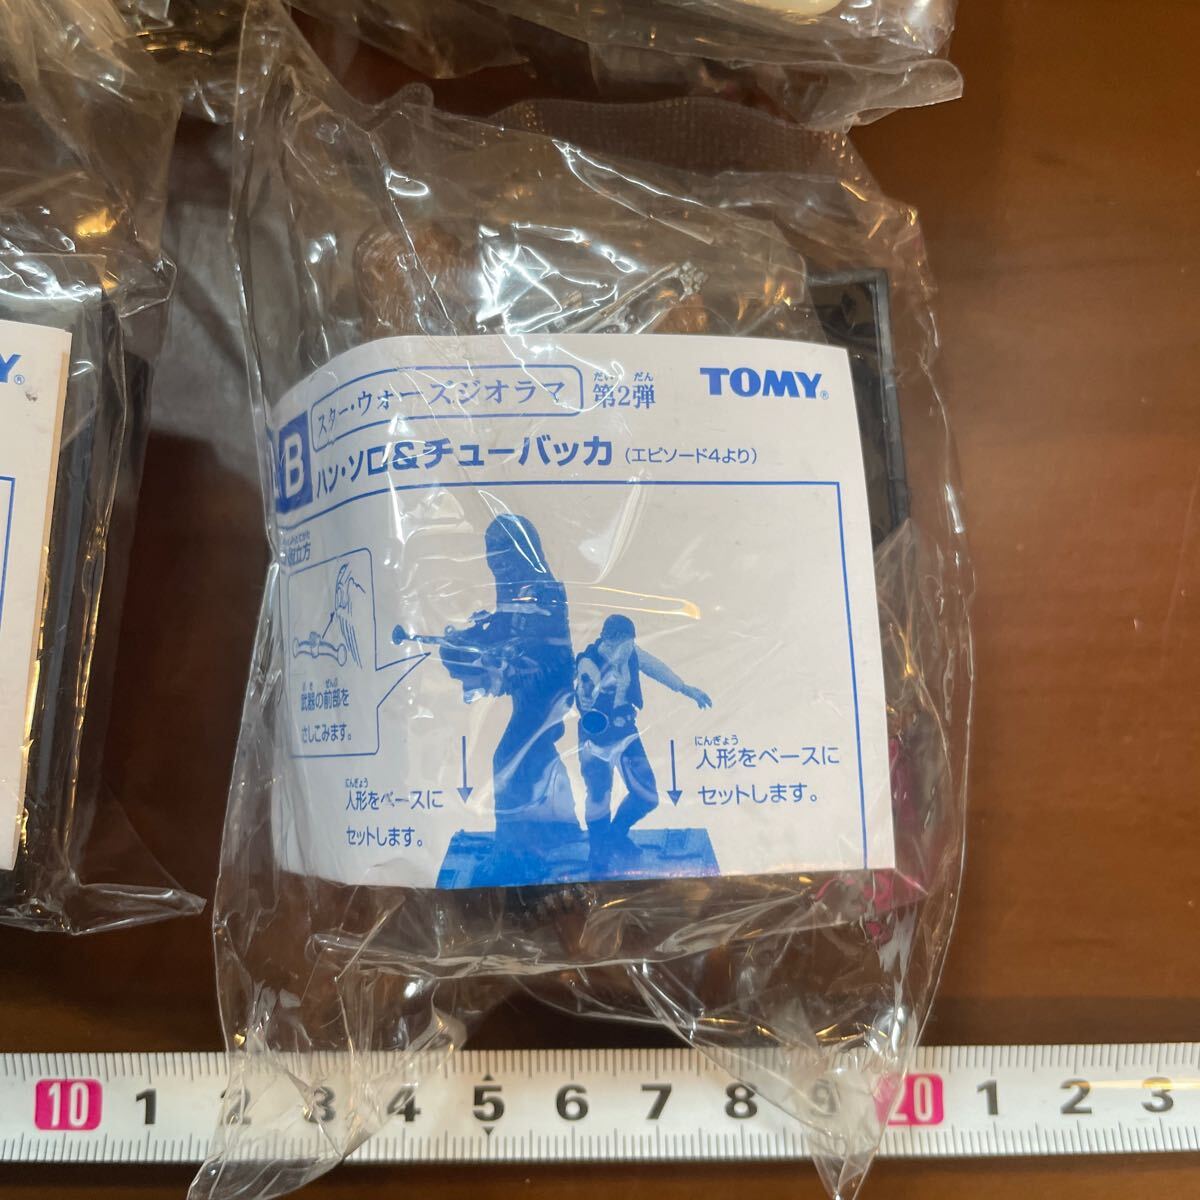 スター・ウォーズジオラマ
だい だん
第2弾
TOMY®
B
ハン・ソロ&チューバッカ (エピソード4より)
ぶき ぜんぶ
武器の前部を
さしこみます。
にんぎょう
人形をベースに
セットします。
にんぎょう
人形をベースに
セットします。
Y®
10 1 2 3 4 5 6 7 8 9 20 1 2 3